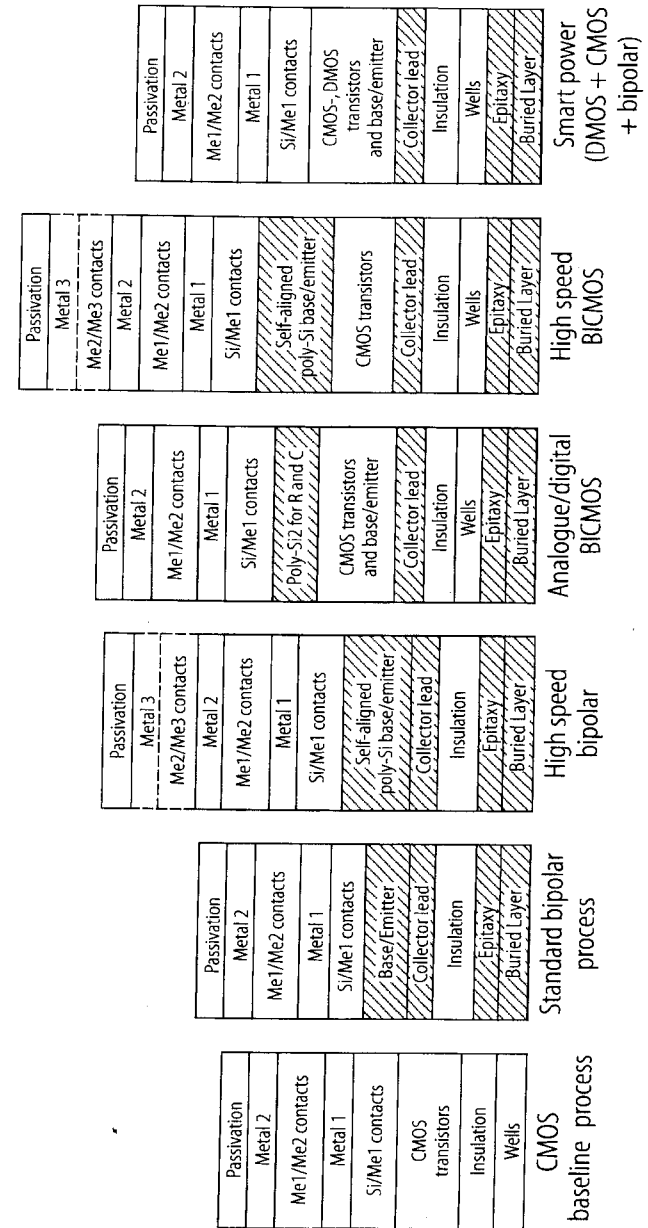 Passivation
Metal 2
Me1/Me2 contacts
Metal 1
Si/Me1 contacts
CMOS
transistors
Insulation
Wells
CMOS
baseline process
Passivation
Metal 2
Me1/Me2 contacts
Metal 1
Si/Me1 contacts
Base/Emitter
Collector lead
Insulation
Epitaxy
Buried Layer
Standard bipolar
process
Passivation
Metal 3
Me2/Me3 contacts
Metal 2
Me1/Me2 contacts
Metal 1
Si/Me1 contacts
Self-aligned
poly-Si base/emitter
Collector lead
Insulation
Epitaxy
Buried Layer
High speed
bipolar
Passivation
Metal 2
Me1/Me2 contacts
Metal 1
Si/Me1 contacts
Poly-Si2 for R and C
CMOS transistors
and base/emitter
Collector lead
Insulation
Wells
Epitaxy
Buried Layer
Analogue/digital
BICMOS
Passivation
Metal 3
Me2/Me3 contacts
Metal 2
Me1/Me2 contacts
Metal 1
Si/Me1 contacts
Self-aligned
poly-Si base/emitter
CMOS transistors
Collector lead
Insulation
Wells
Epitaxy
Buried Layer
High speed
BICMOS
Passivation
Metal 2
Me1/Me2 contacts
Metal 1
Si/Me1 contacts
CMOS-, DMOS
transistors
and base/emitter
Collector lead
Insulation
Wells
Epitaxy
Buried Layer
Smart power
(DMOS + CMOS
+ bipolar)